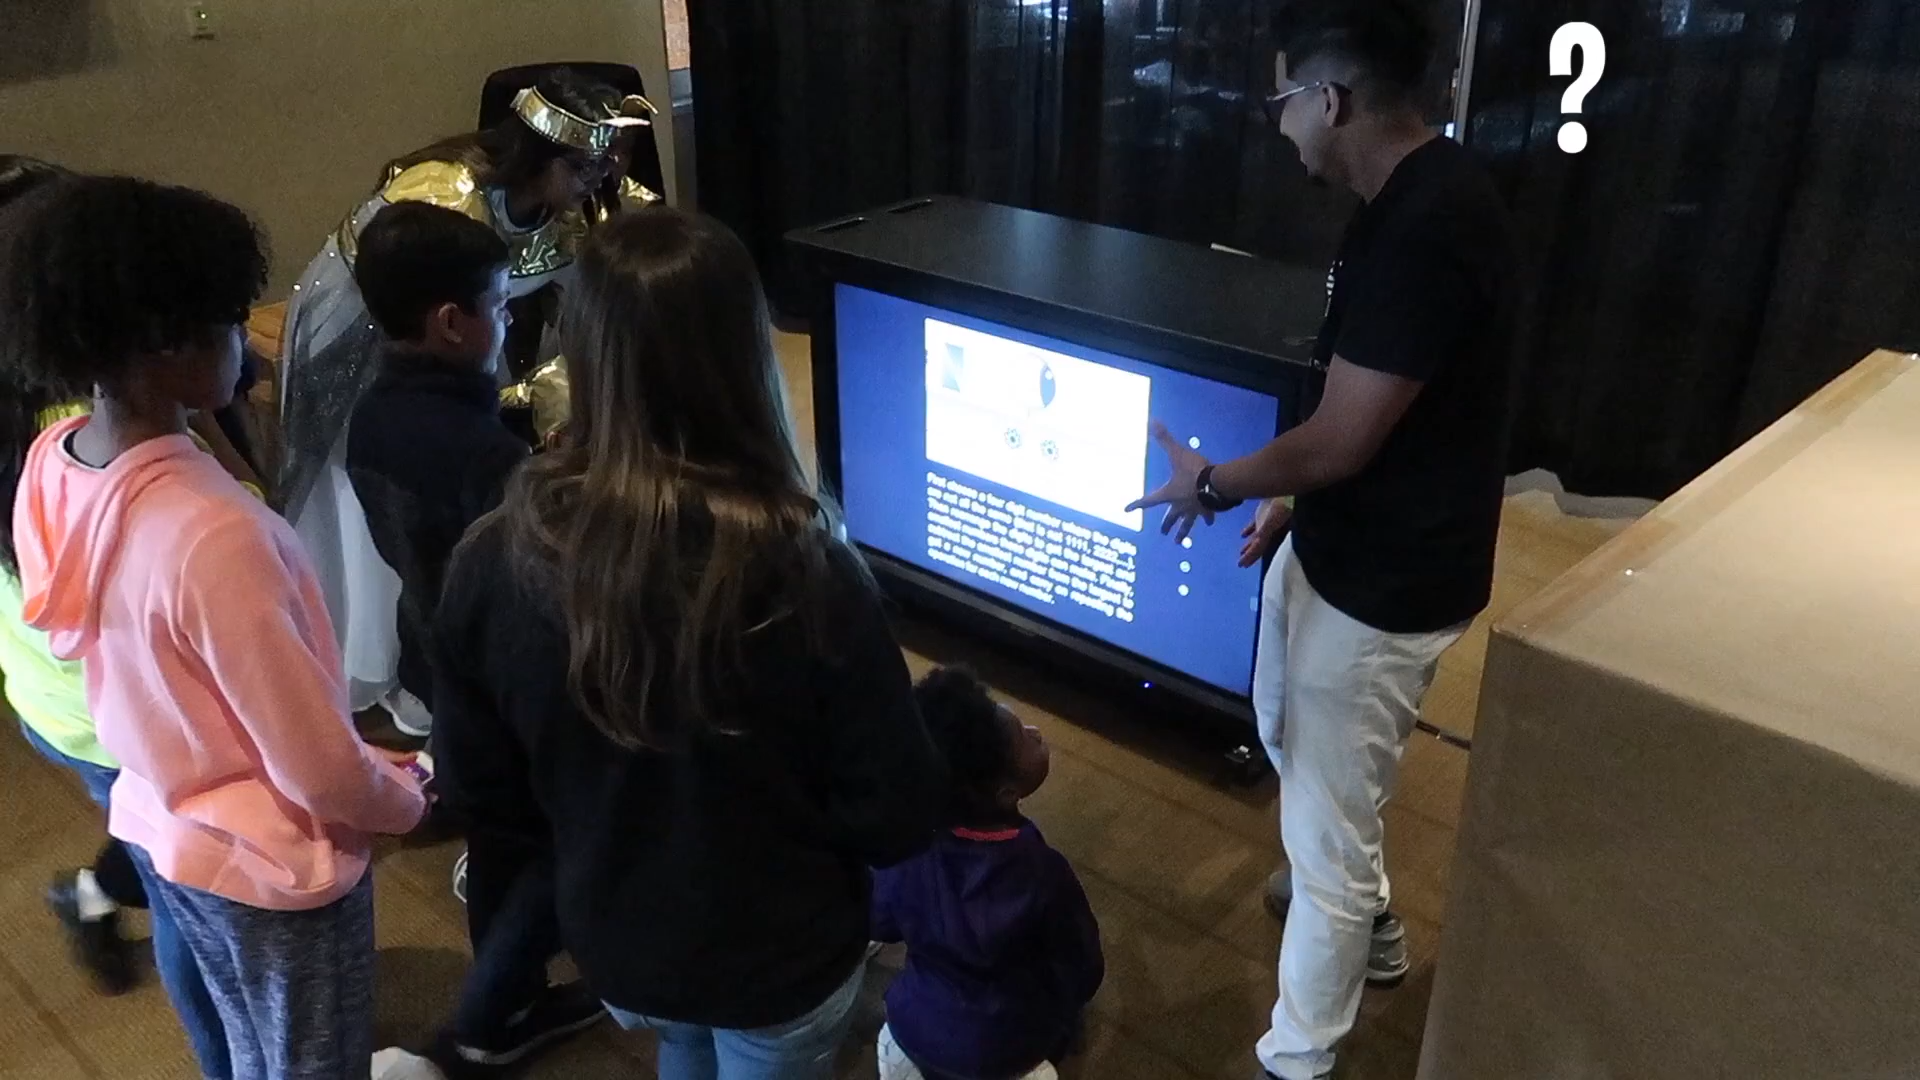 ?
First choose a four digit number where the digits
are not all the same (that is not 1111, 2222,...).
Then rearrange the digits to get the largest and
smallest numbers these digits can make. Finally,
subtract the smallest number from the largest to
get a new number, and carry on repeating the
operation for each new number.